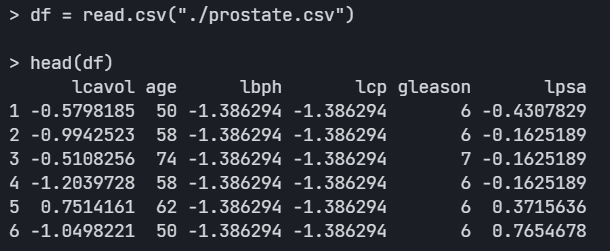 > df = read.csv("./prostate.csv")
> head(df)
lcavol age lbph lcp gleason lpsa
1 -0.5798185 50 -1.386294 -1.386294 6 -0.4307829
2 -0.9942523 58 -1.386294 -1.386294 6 -0.1625189
3 -0.5108256 74 -1.386294 -1.386294 7 -0.1625189
4 -1.2039728 58 -1.386294 -1.386294 6 -0.1625189
5 0.7514161 62 -1.386294 -1.386294 6 0.3715636
6 -1.0498221 50 -1.386294 -1.386294 6 0.7654678